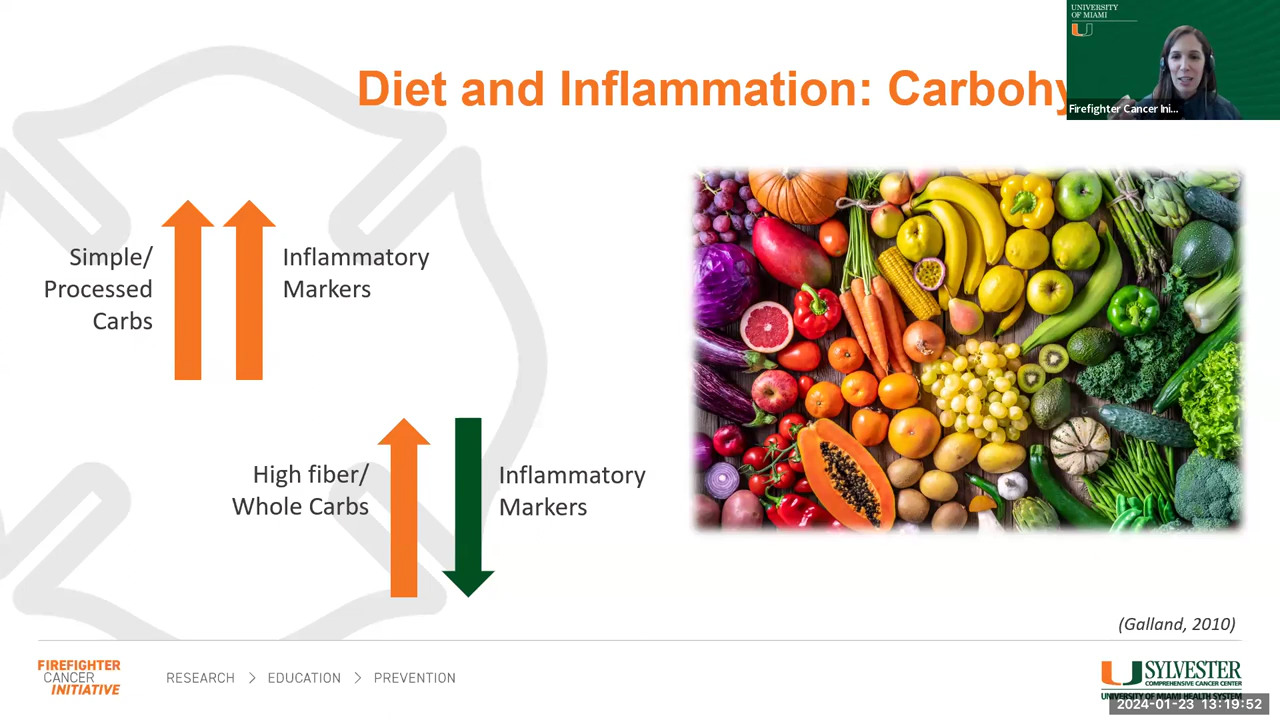 UNIVERSITY
OF MIAMI
Diet and Inflammation: Carbohy
Firefighter Cancer Ini...
Simple/
Processed
Carbs
Inflammatory
Markers
High fiber/
Whole Carbs
Inflammatory
Markers
(Galland, 2010)
FIREFIGHTER
CANCER
INITIATIVE
RESEARCH > EDUCATION > PREVENTION
SYLVESTER
COMPREHENSIVE CANCER CENTER
UNIVERSITY OF MIAMI HEALTH SYSTEM
2024-01-23 13:19:52